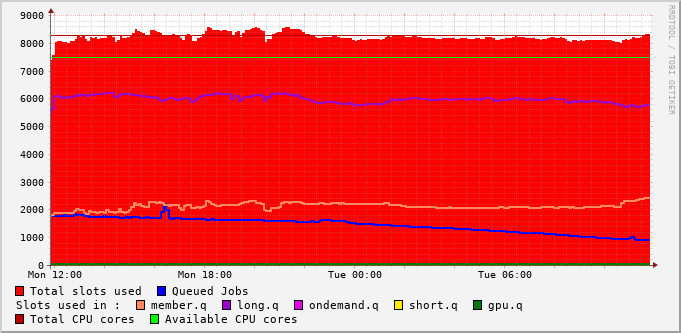 9000
8000
7000
6000
5000
4000
3000
2000
1000
0
Mon 12:00 Mon 18:00 Tue 00:00 Tue 06:00
Total slots used Queued Jobs
Slots used in : member.q long.q ondemand.q short.q gpu.q
Total CPU cores Available CPU cores
RRDTOOL / TOBI OETIKER